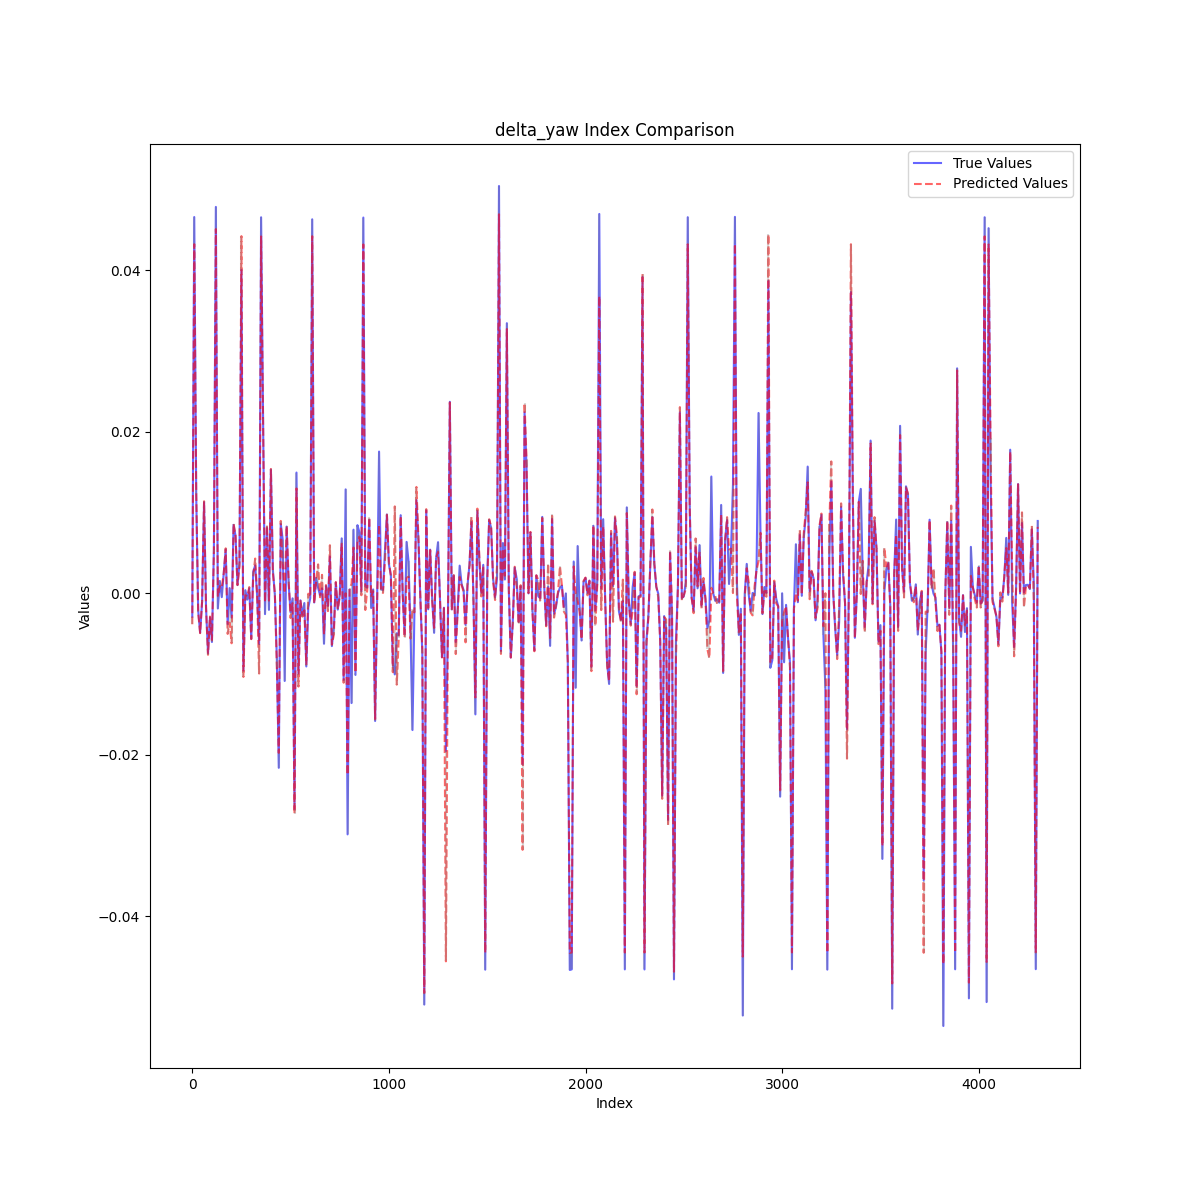 delta_yaw Index Comparison
True Values
Predicted Values
0.04
0.02
0.00
−0.02
−0.04
Values
0
1000
2000
3000
4000
Index